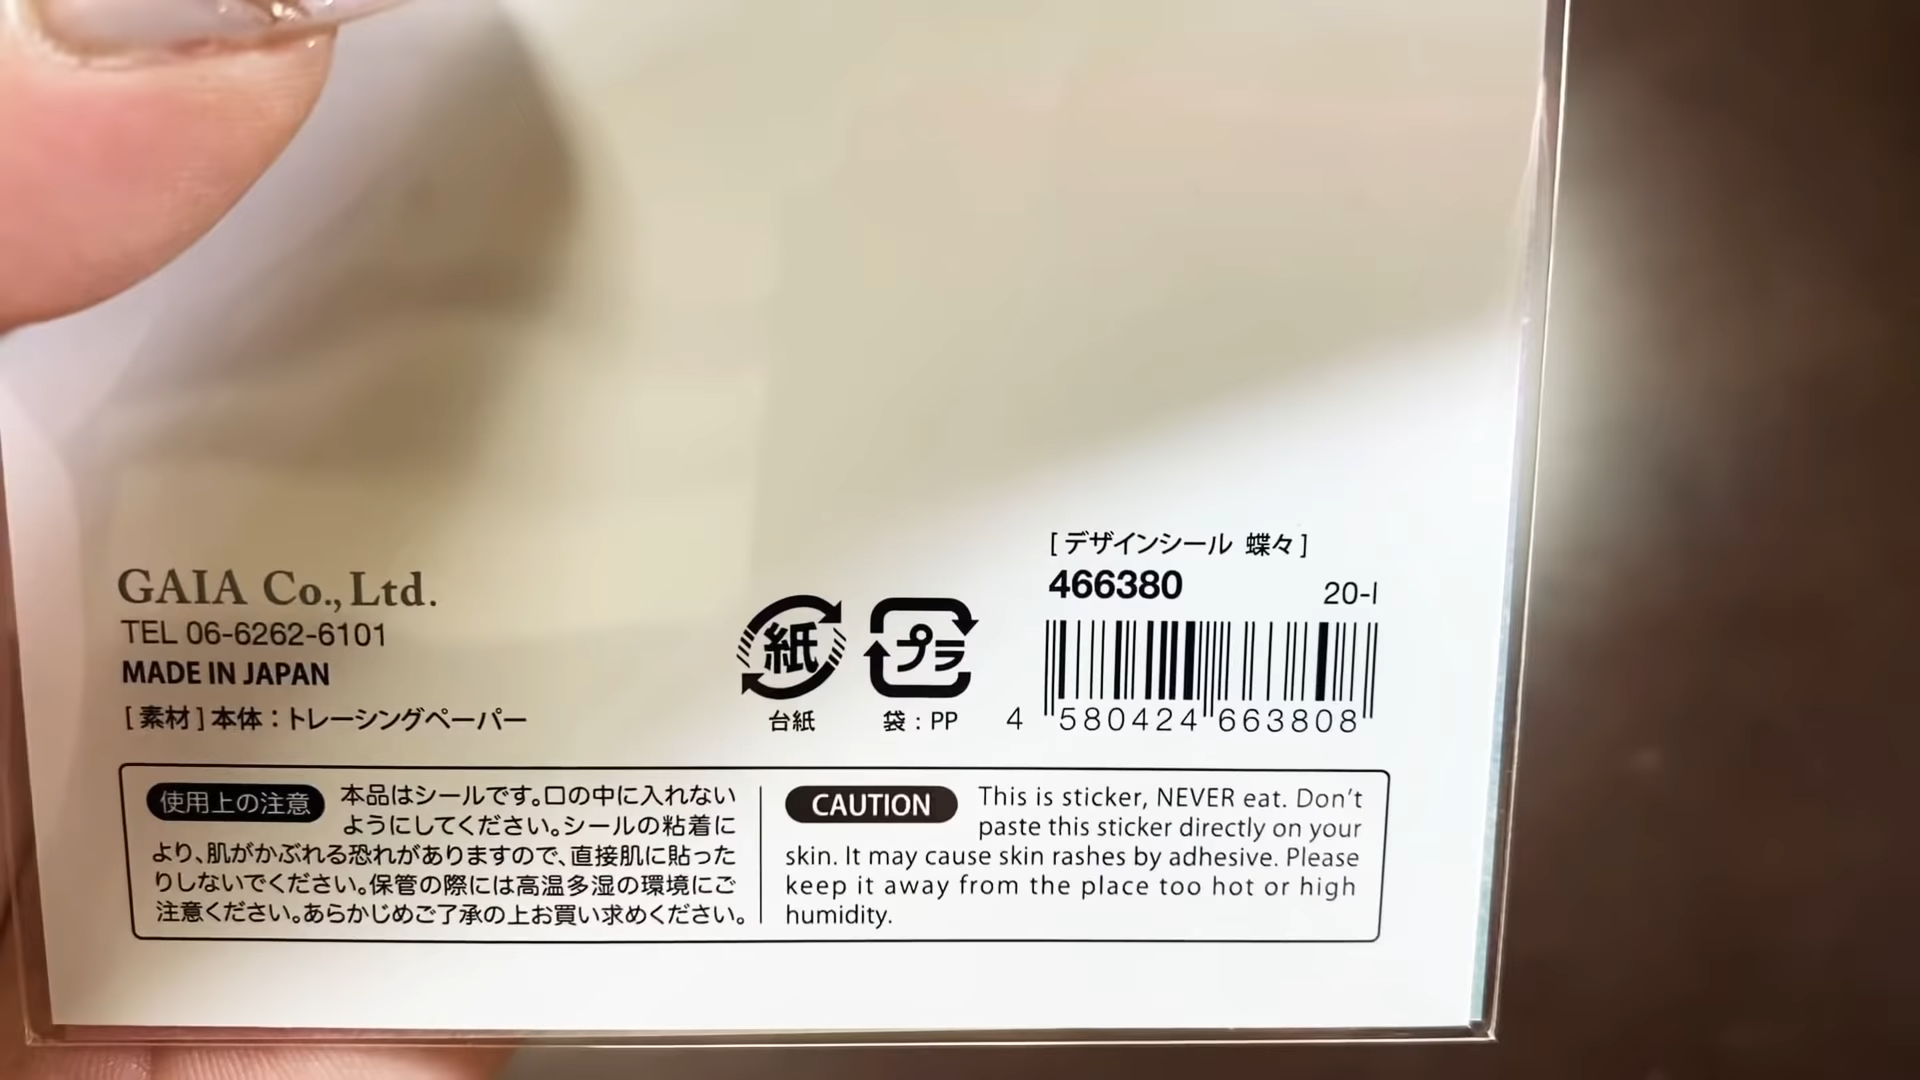 GAIA Co., Ltd.
TEL 06-6262-6101
MADE IN JAPAN
[素材]本体：トレーシングペーパー
紙
台紙
プラ
袋：PP
[デザインシール 蝶々]
466380
20-I
4 580424 663808
使用上の注意 本品はシールです。口の中に入れない
ようにしてください。シールの粘着に
より、肌がかぶれる恐れがありますので、直接肌に貼った
りしないでください。保管の際には高温多湿の環境にご
注意ください。あらかじめご了承の上お買い求めください。
CAUTION This is sticker, NEVER eat. Don't
paste this sticker directly on your
skin. It may cause skin rashes by adhesive. Please
keep it away from the place too hot or high
humidity.